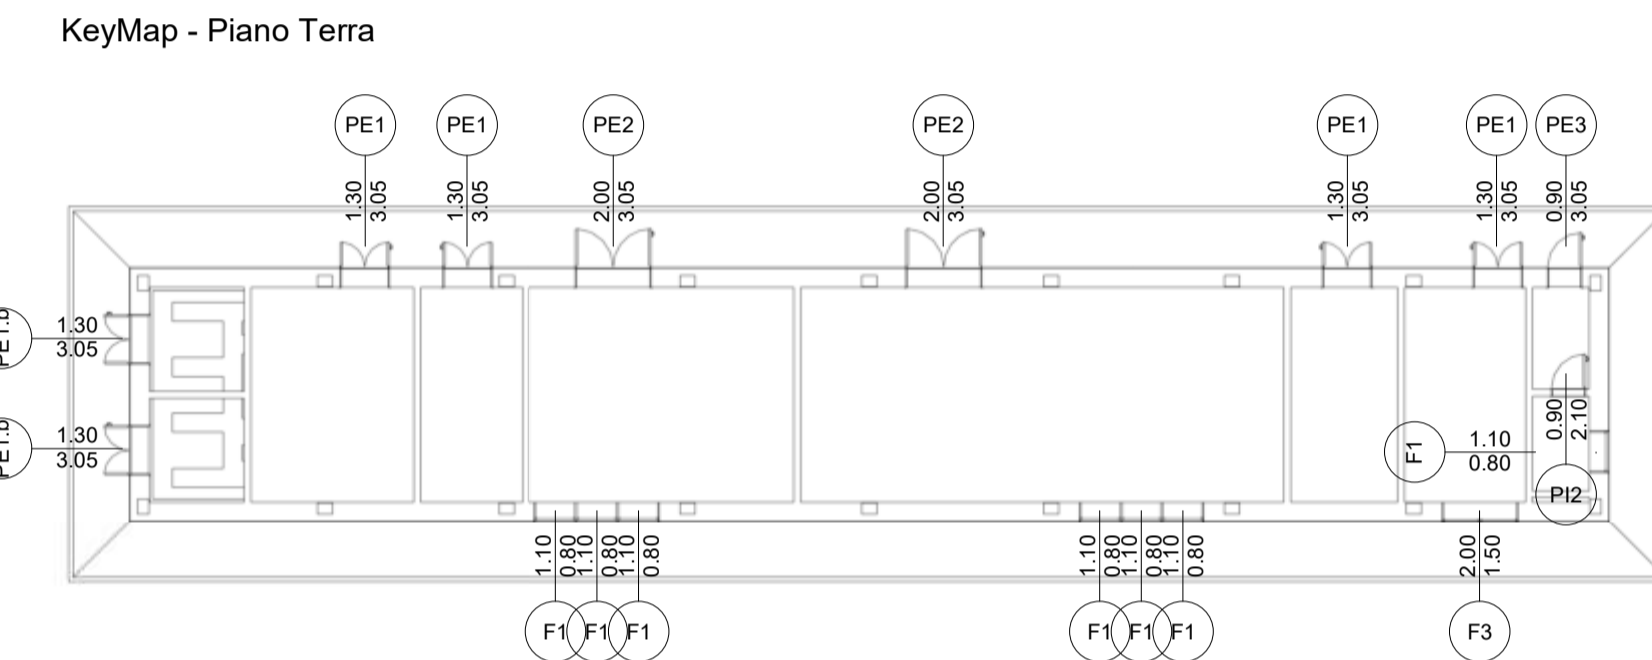 KeyMap - Piano Terra
PE1 PE1 PE2 PE2 PE1 PE1 PE3
1.30 3.05 1.30 3.05 2.00 3.05 2.00 3.05 1.30 3.05 1.30 3.05 0.90 3.05
PE1.b 1.30
3.05
PE1.b 1.30
3.05
F1 1.10
0.80
0.90 2.10
PI2
1.10 0.80 1.10 0.80 1.10 0.80 1.10 0.80 1.10 0.80 1.10 0.80 2.00 1.50
F1 F1 F1 F1 F1 F1 F3